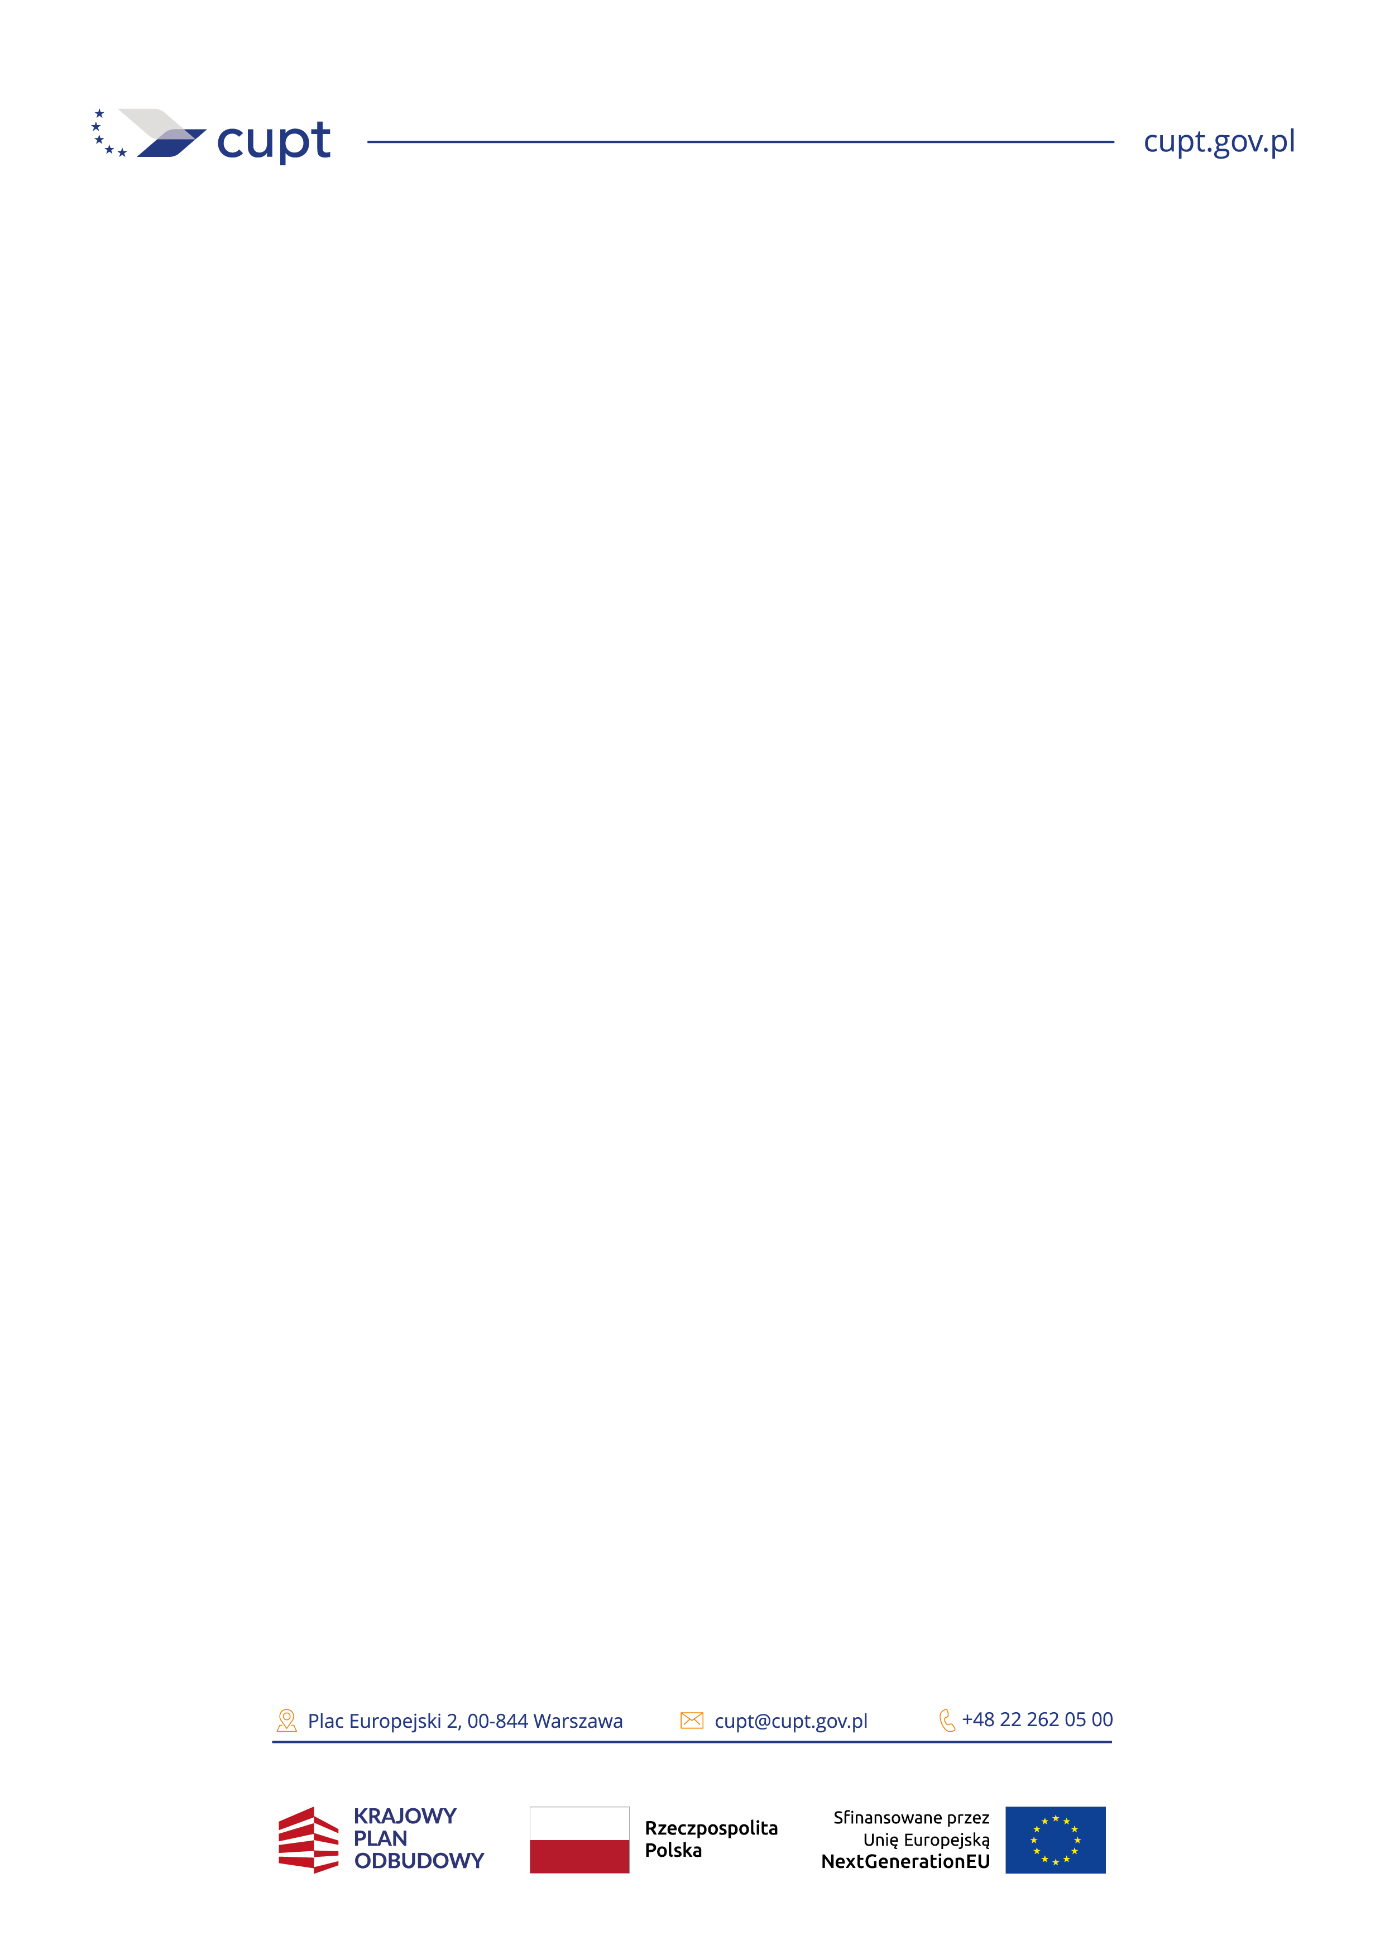 cupt
cupt.gov.pl
Plac Europejski 2, 00-844 Warszawa
cupt@cupt.gov.pl
+48 22 262 05 00
KRAJOWY
PLAN
ODBUDOWY
Rzeczpospolita
Polska
Sfinansowane przez
Unię Europejską
NextGenerationEU